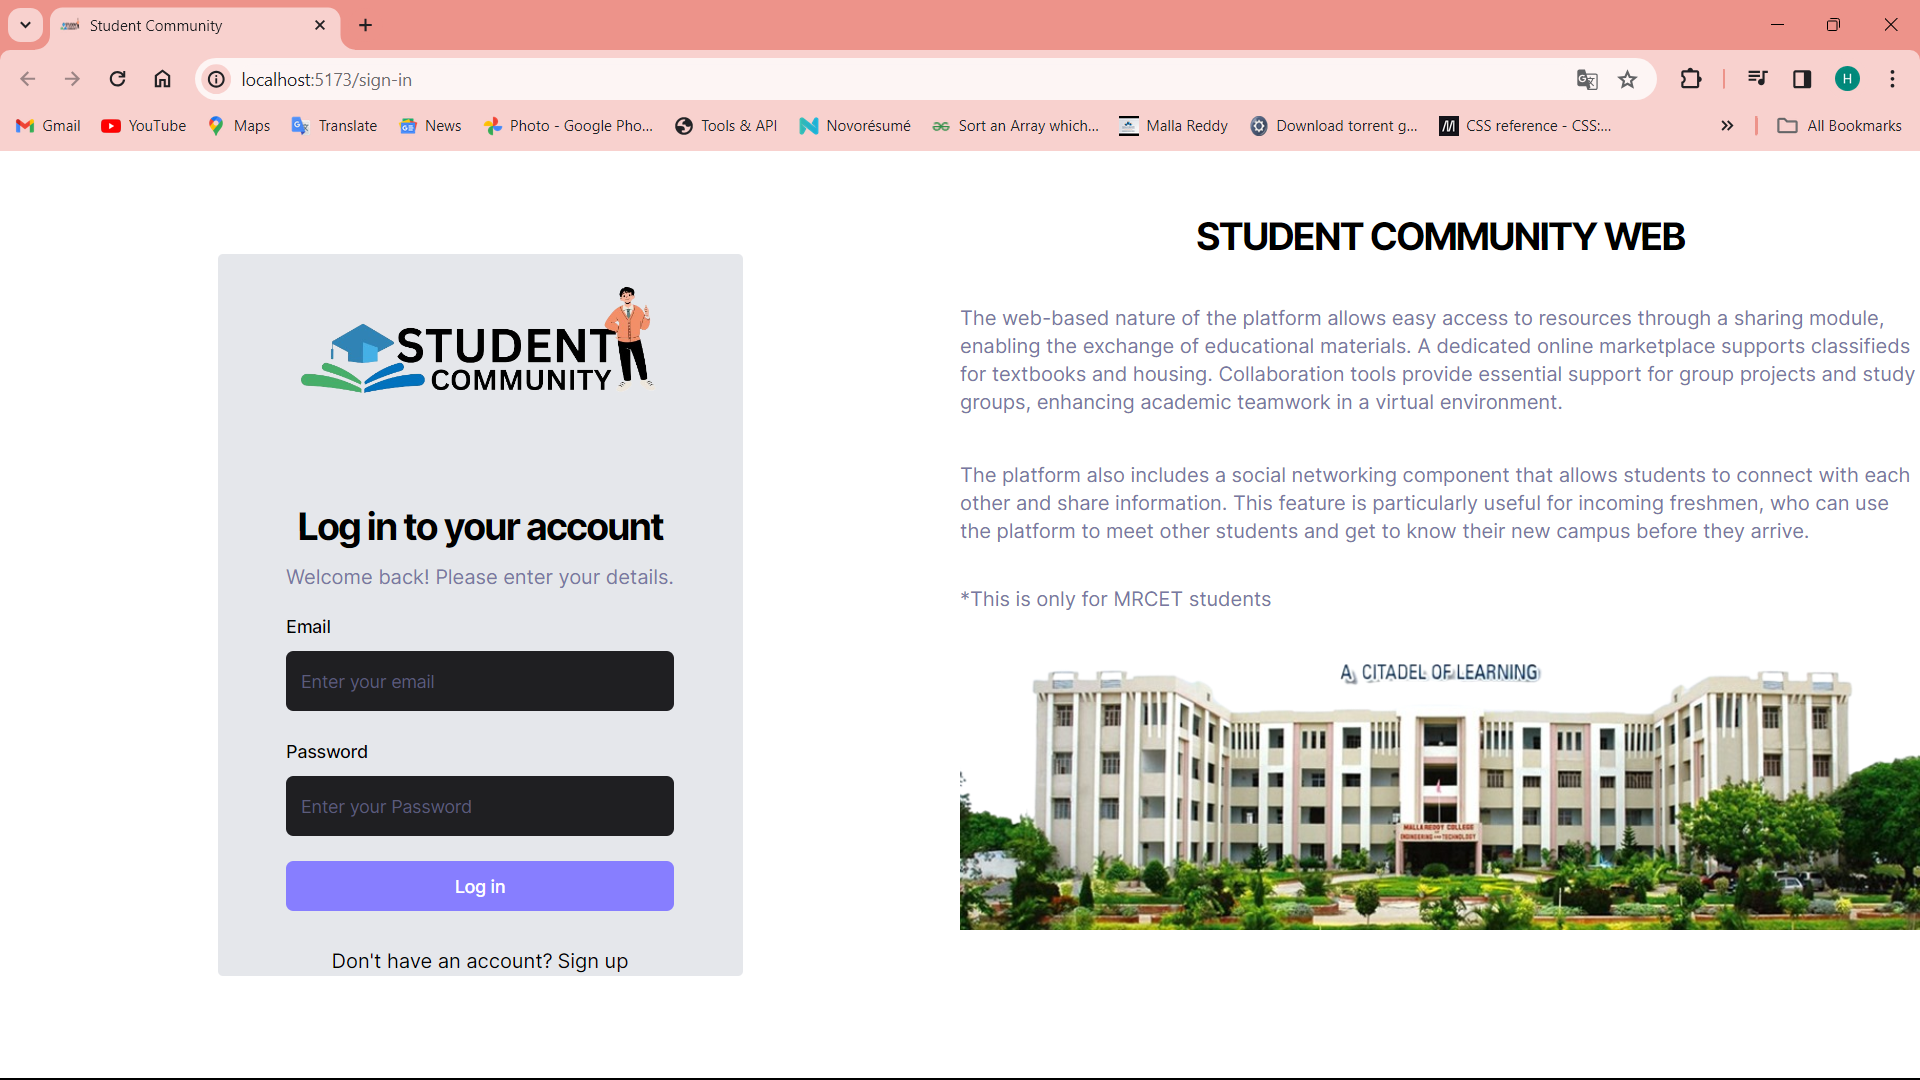 Student Community
localhost:5173/sign-in
H
Gmail
YouTube
Maps
Translate
News
Photo - Google Pho...
Tools & API
Novorésumé
Sort an Array which...
Malla Reddy
Download torrent g...
CSS reference - CSS:...
All Bookmarks
STUDENT
COMMUNITY
Log in to your account
Welcome back! Please enter your details.
Email
Enter your email
Password
Enter your Password
Log in
Don't have an account? Sign up
STUDENT COMMUNITY WEB
The web-based nature of the platform allows easy access to resources through a sharing module,
enabling the exchange of educational materials. A dedicated online marketplace supports classifieds
for textbooks and housing. Collaboration tools provide essential support for group projects and study
groups, enhancing academic teamwork in a virtual environment.
The platform also includes a social networking component that allows students to connect with each
other and share information. This feature is particularly useful for incoming freshmen, who can use
the platform to meet other students and get to know their new campus before they arrive.
*This is only for MRCET students
A CITADEL OF LEARNING
MALLA REDDY COLLEGE
OF
ENGINEERING AND TECHNOLOGY